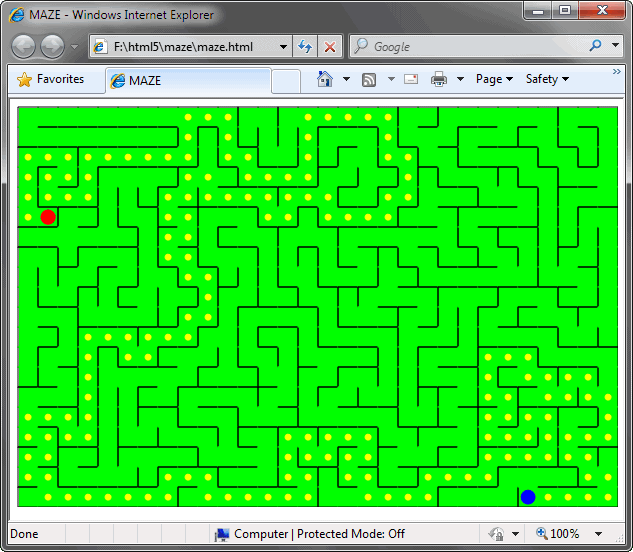 MAZE - Windows Internet Explorer
F:\html5\maze\maze.html
Google
Favorites
MAZE
Page
Safety
»
Done
Computer | Protected Mode: Off
100%